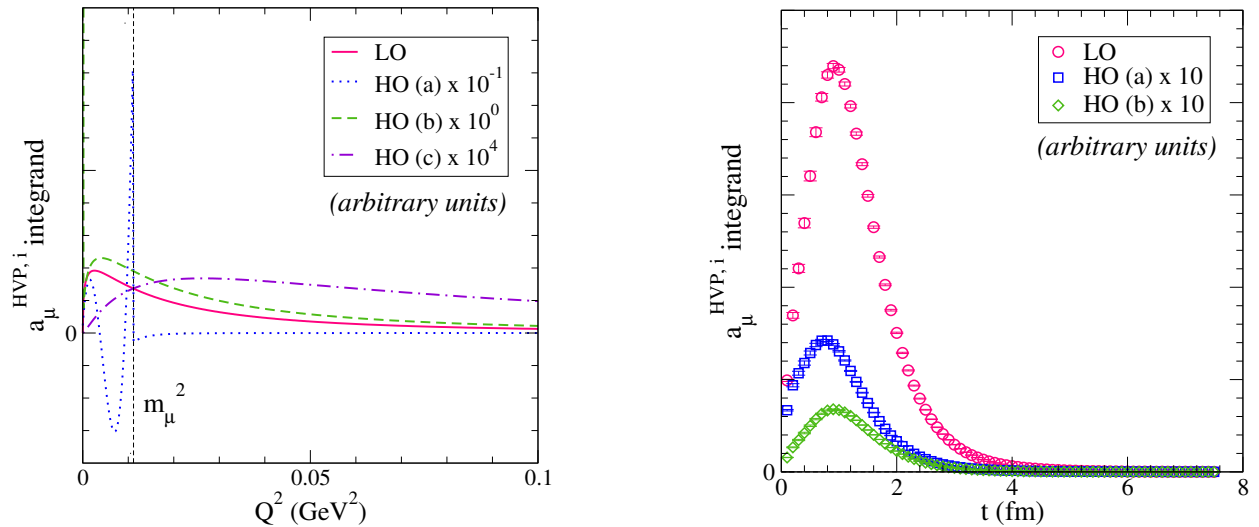 LO
HO (a) x 10^-1
HO (b) x 10^0
HO (c) x 10^4
(arbitrary units)
a_μ^HVP, i integrand
0
m_μ^2
0
0.05
0.1
Q^2 (GeV^2)
LO
HO (a) x 10
HO (b) x 10
(arbitrary units)
a_μ^HVP, i integrand
0
0
2
4
6
8
t (fm)